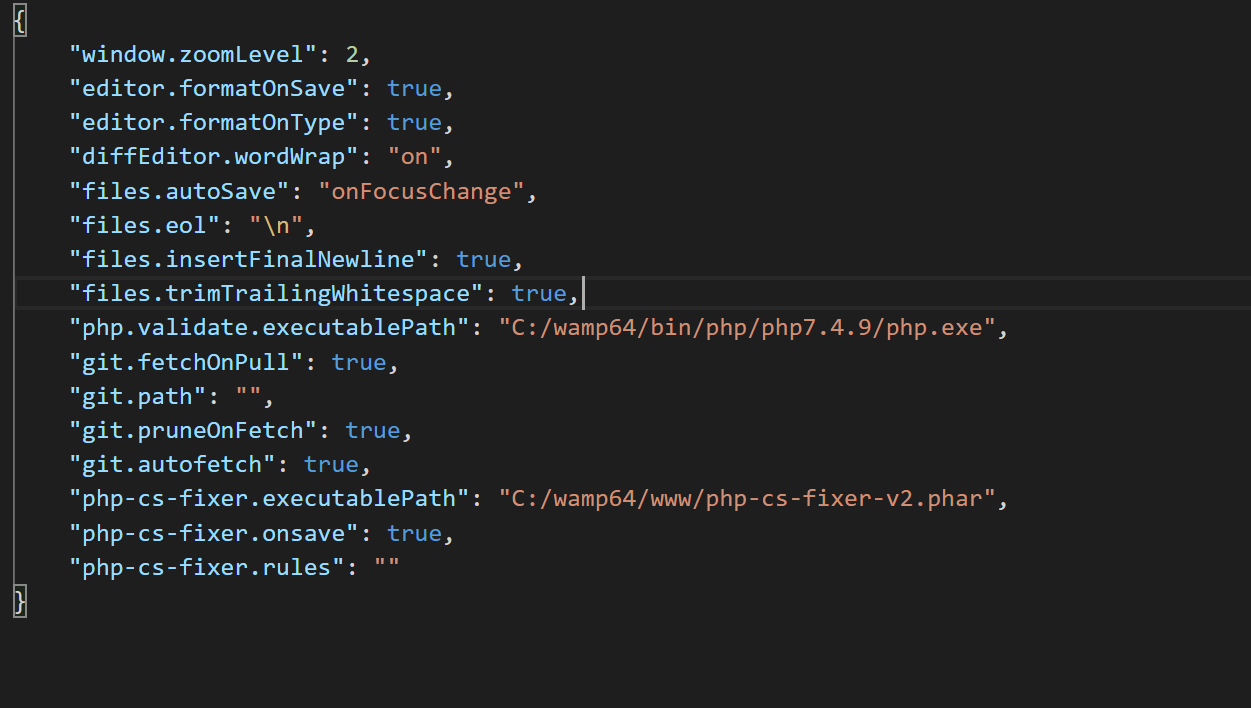 {
    "window.zoomLevel": 2,
    "editor.formatOnSave": true,
    "editor.formatOnType": true,
    "diffEditor.wordWrap": "on",
    "files.autoSave": "onFocusChange",
    "files.eol": "\n",
    "files.insertFinalNewline": true,
    "files.trimTrailingWhitespace": true,
    "php.validate.executablePath": "C:/wamp64/bin/php/php7.4.9/php.exe",
    "git.fetchOnPull": true,
    "git.path": "",
    "git.pruneOnFetch": true,
    "git.autofetch": true,
    "php-cs-fixer.executablePath": "C:/wamp64/www/php-cs-fixer-v2.phar",
    "php-cs-fixer.onsave": true,
    "php-cs-fixer.rules": ""
}